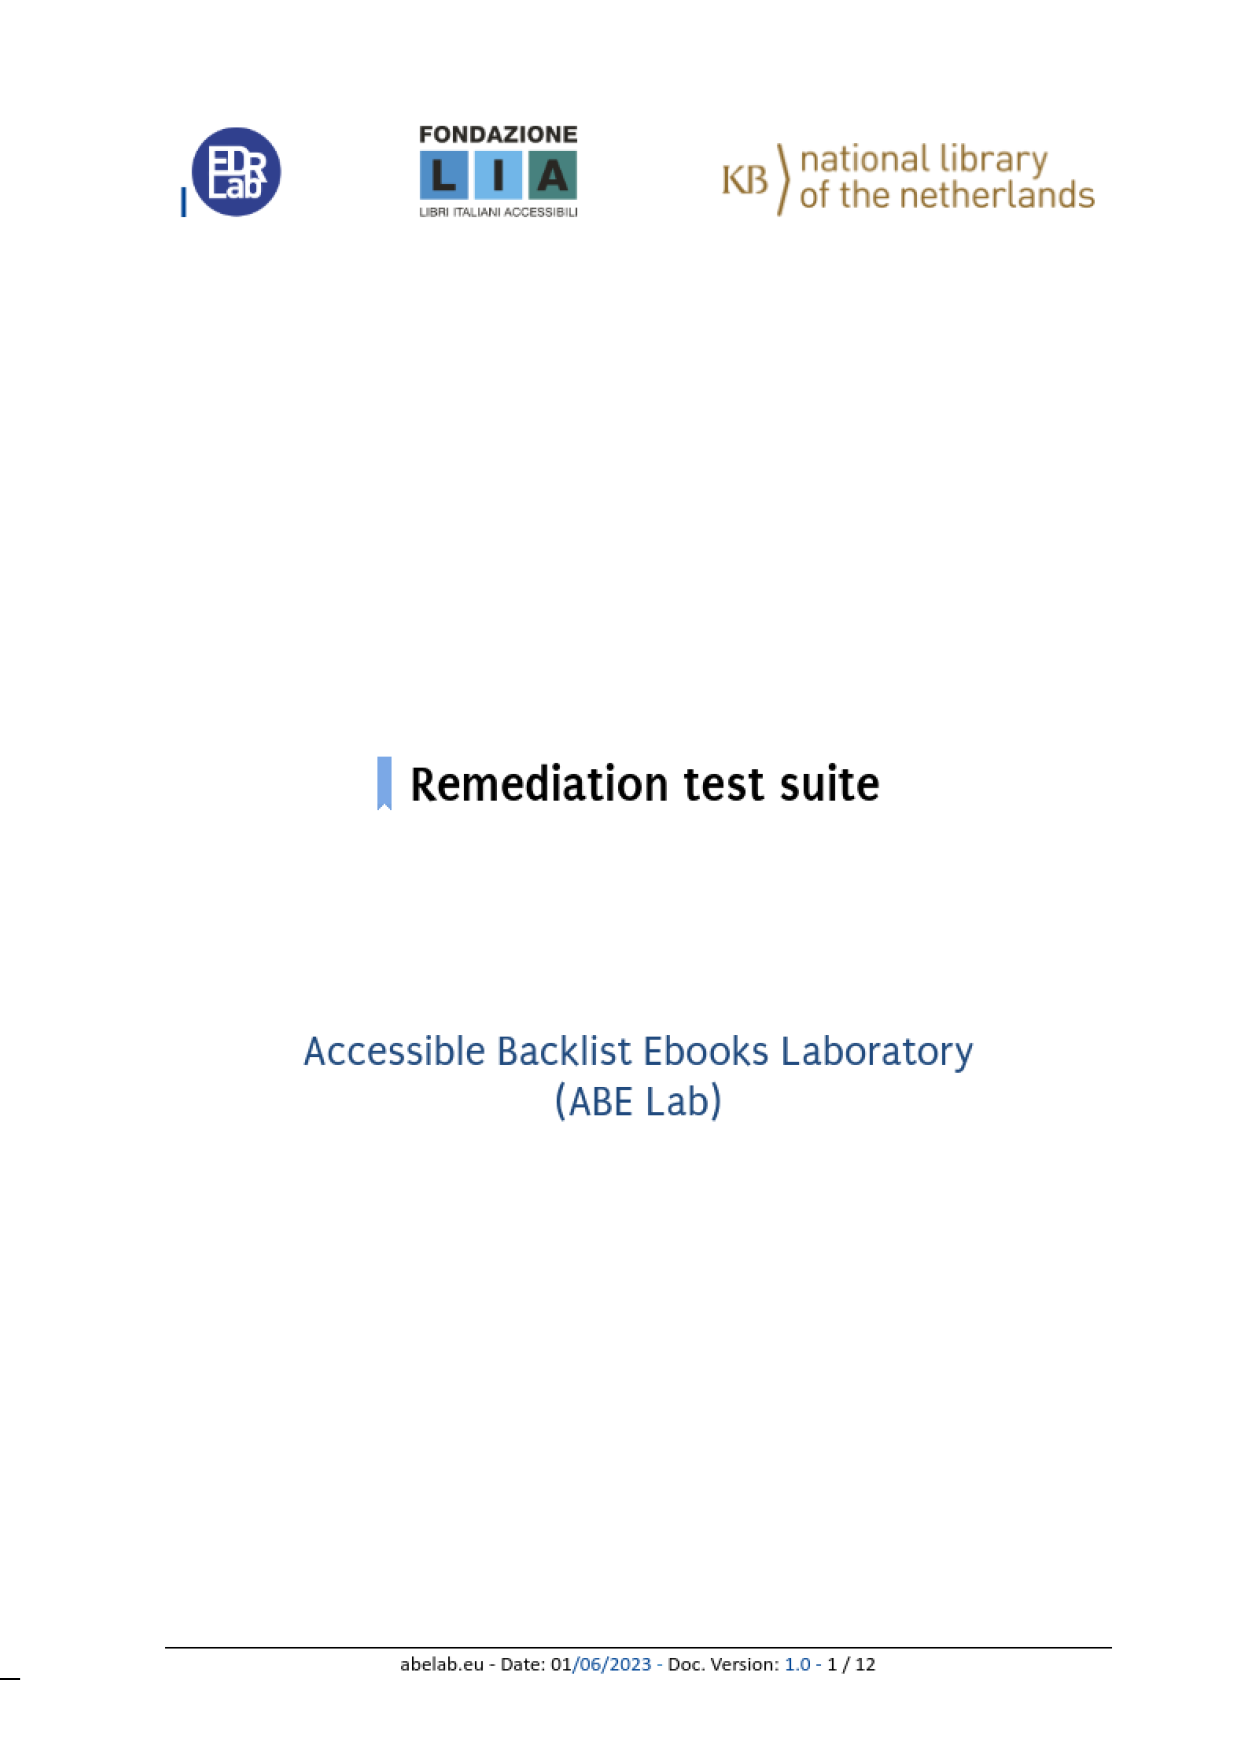 EDR
Lab
FONDAZIONE
L I A
LIBRI ITALIANI ACCESSIBILI
KB
national library
of the netherlands
Remediation test suite
Accessible Backlist Ebooks Laboratory
(ABE Lab)
abelab.eu - Date: 01/06/2023 - Doc. Version: 1.0 - 1 / 12